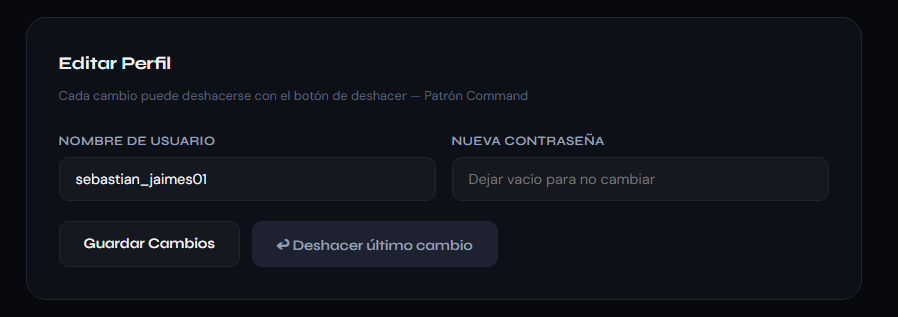 Editar Perfil
Cada cambio puede deshacerse con el botón de deshacer — Patrón Command
NOMBRE DE USUARIO
NUEVA CONTRASEÑA
sebastian_jaimes01
Dejar vacío para no cambiar
Guardar Cambios
↩ Deshacer último cambio